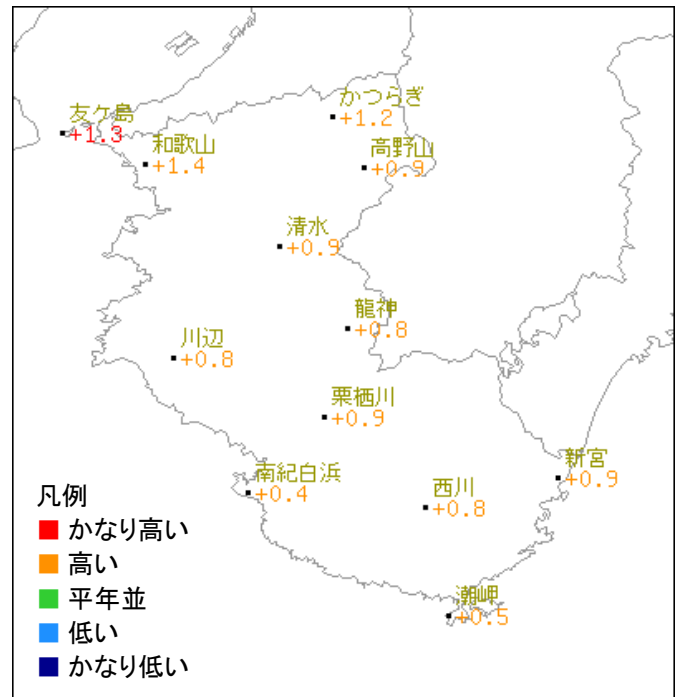 かつらぎ
+1.2
友ケ島
+1.3
和歌山
+1.4
高野山
+0.9
清水
+0.9
龍神
+0.8
川辺
+0.8
栗栖川
+0.9
新宮
+0.9
南紀白浜
+0.4
西川
+0.8
潮岬
+0.5
凡例
かなり高い
高い
平年並
低い
かなり低い